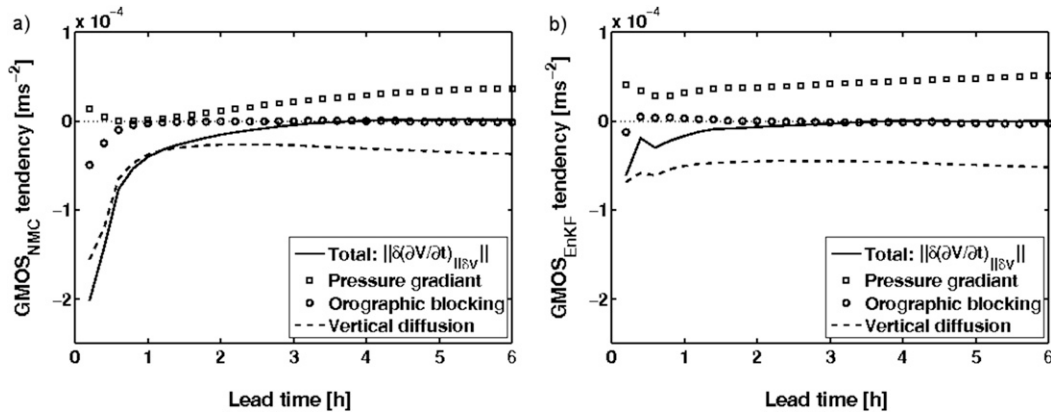 a)
× 10⁻⁴
1
0
−1
−2
GMOS_NMC tendency [ms⁻²]
Total: ||δ(∂V/∂t)_||δV||
Pressure gradiant
Orographic blocking
Vertical diffusion
0 1 2 3 4 5 6
Lead time [h]
b)
× 10⁻⁴
1
0
−1
−2
GMOS_EnKF tendency [ms⁻²]
Total: ||δ(∂V/∂t)_||δV||
Pressure gradiant
Orographic blocking
Vertical diffusion
0 1 2 3 4 5 6
Lead time [h]